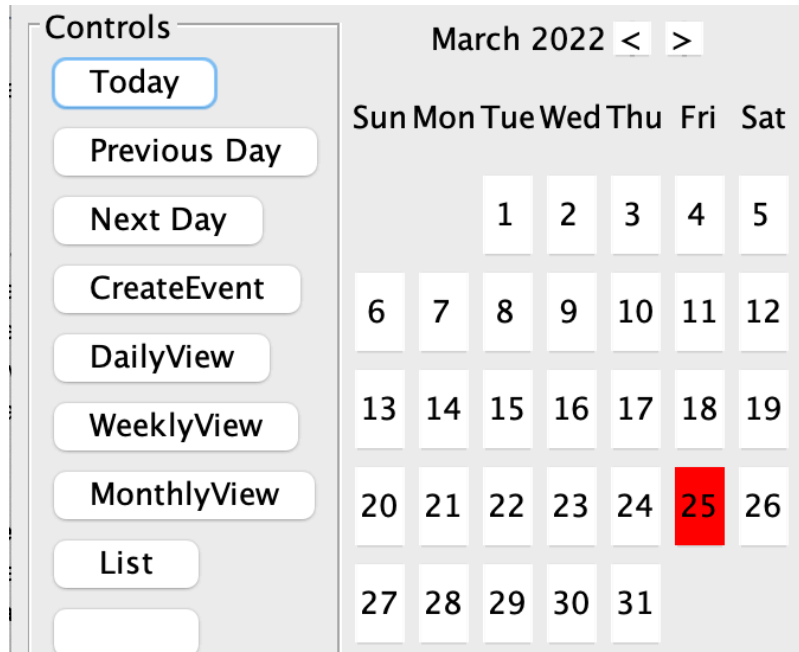 Controls
Today
Previous Day
Next Day
CreateEvent
DailyView
WeeklyView
MonthlyView
List
March 2022 < >
Sun Mon Tue Wed Thu Fri Sat
1 2 3 4 5
6 7 8 9 10 11 12
13 14 15 16 17 18 19
20 21 22 23 24 25 26
27 28 29 30 31